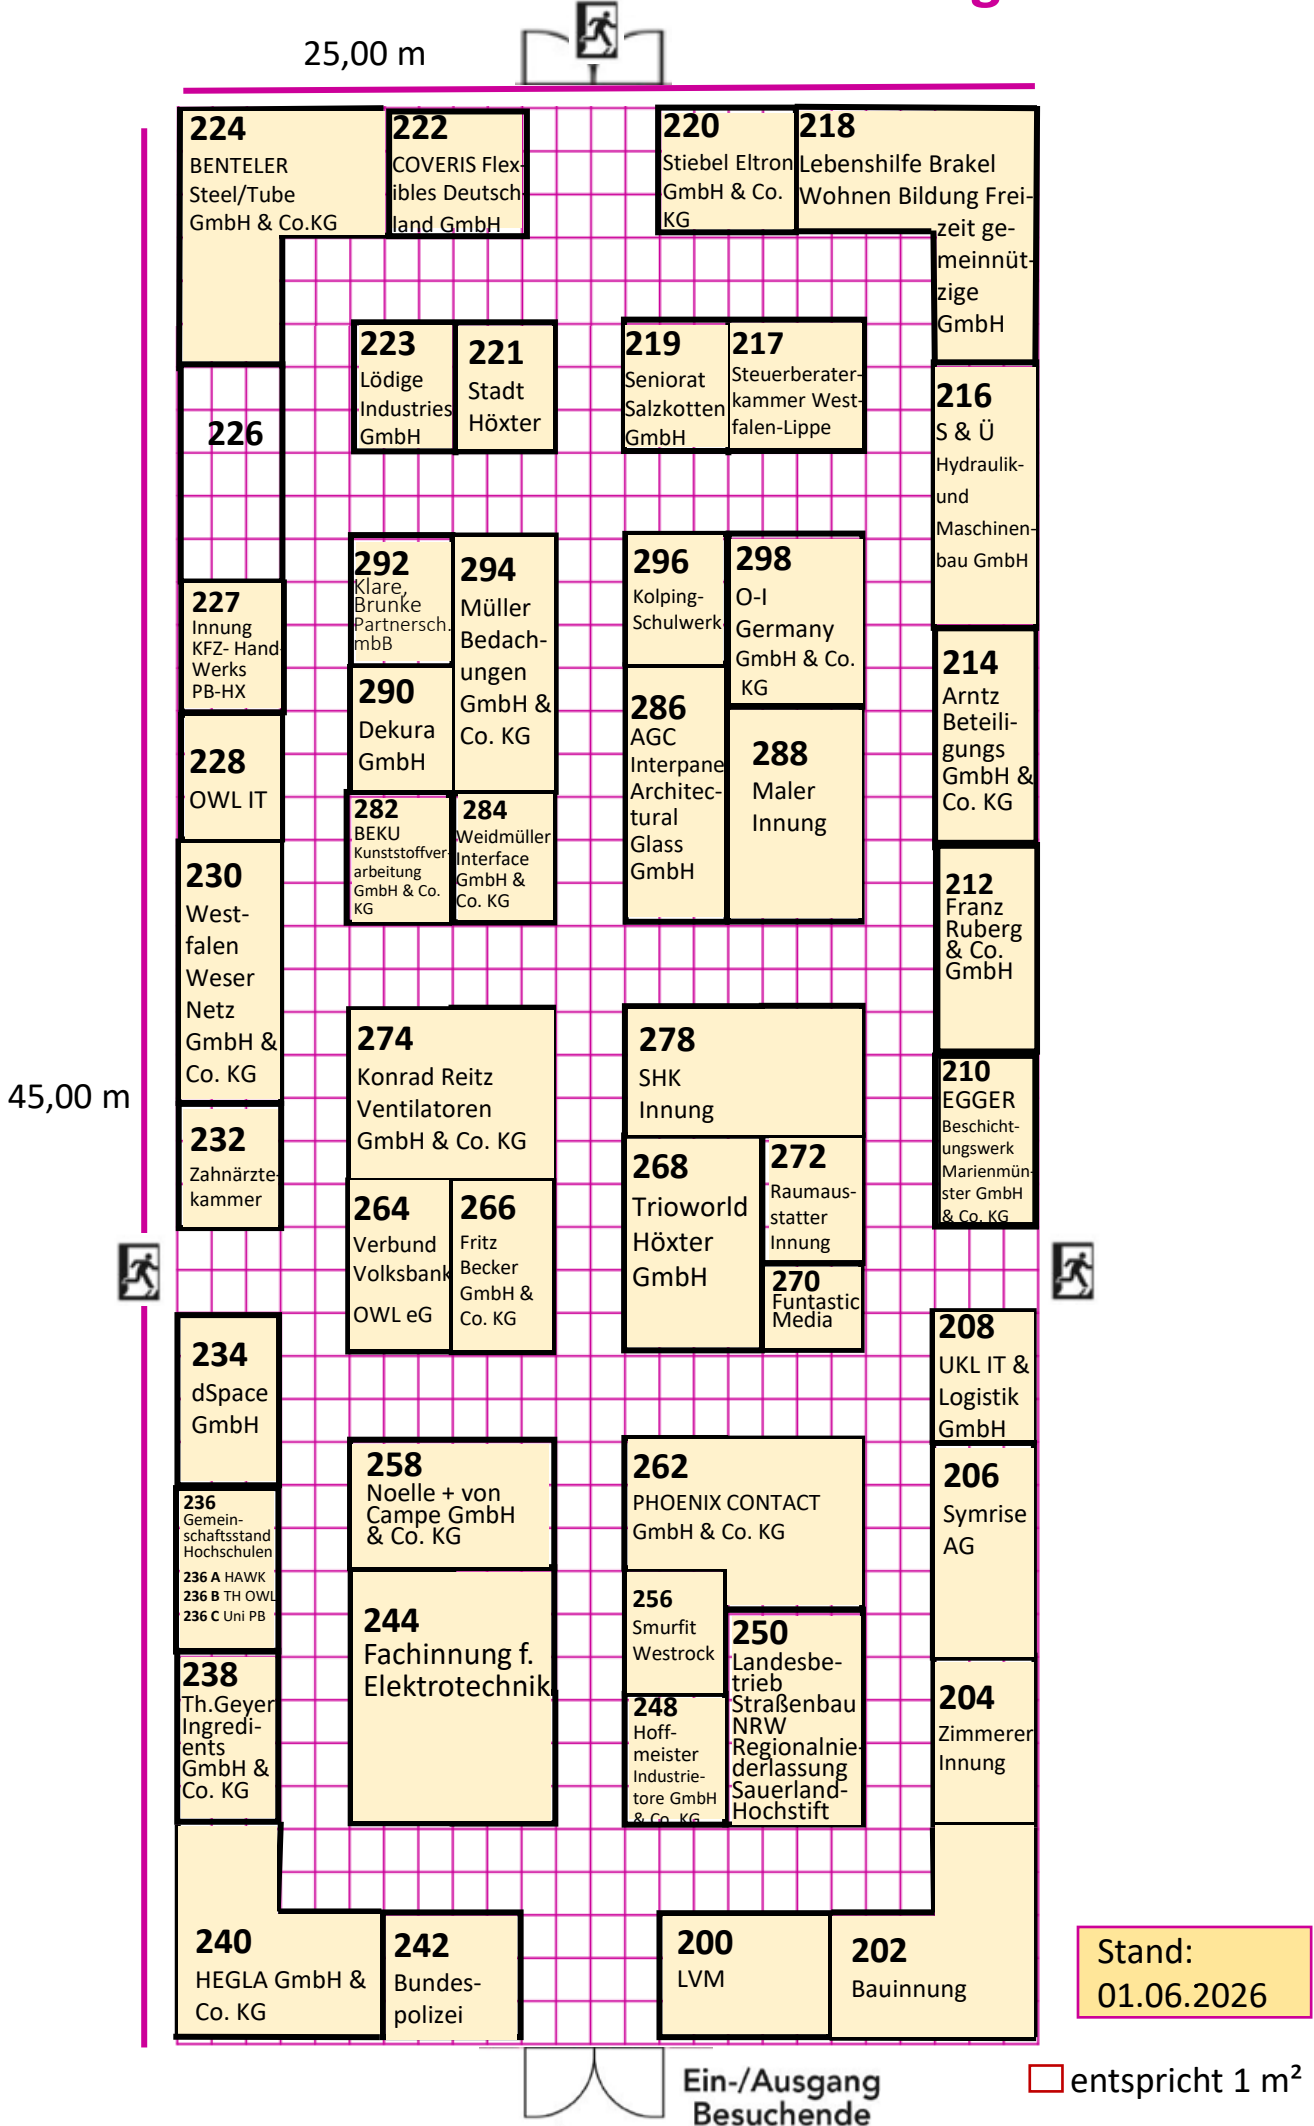 25,00 m
224
BENTELER
Steel/Tube
GmbH & Co.KG
222
COVERIS Flex-
ibles Deutsch-
land GmbH
220
Stiebel Eltron
GmbH & Co.
KG
218
Lebenshilfe Brakel
Wohnen Bildung Frei-
zeit ge-
meinnüt-
zige
GmbH
223
Lödige
Industries
GmbH
221
Stadt
Höxter
219
Seniorat
Salzkotten
GmbH
217
Steuerberater-
kammer West-
falen-Lippe
216
S & Ü
Hydraulik-
und
Maschinen-
bau GmbH
226
227
Innung
KFZ- Hand-
Werks
PB-HX
292
Klare,
Brunke
Partnersch.
mbB
294
Müller
Bedach-
ungen
GmbH &
Co. KG
296
Kolping-
Schulwerk
298
O-I
Germany
GmbH & Co.
KG
214
Arntz
Beteili-
gungs
GmbH &
Co. KG
228
OWL IT
290
Dekura
GmbH
286
AGC
Interpane
Architec-
tural
Glass
GmbH
288
Maler
Innung
282
BEKU
Kunststoffver-
arbeitung
GmbH & Co.
KG
284
Weidmüller
Interface
GmbH &
Co. KG
230
West-
falen
Weser
Netz
GmbH &
Co. KG
212
Franz
Ruberg
& Co.
GmbH
274
Konrad Reitz
Ventilatoren
GmbH & Co. KG
278
SHK
Innung
210
EGGER
Beschicht-
ungswerk
Marienmün-
ster GmbH
& Co. KG
45,00 m
232
Zahnärzte-
kammer
264
Verbund
Volksbank
OWL eG
266
Fritz
Becker
GmbH &
Co. KG
268
Trioworld
Höxter
GmbH
272
Raumaus-
statter
Innung
270
Funtastic
Media
234
dSpace
GmbH
208
UKL IT &
Logistik
GmbH
258
Noelle + von
Campe GmbH
& Co. KG
262
PHOENIX CONTACT
GmbH & Co. KG
206
Symrise
AG
236
Gemein-
schaftsstand
Hochschulen
236 A HAWK
236 B TH OWL
236 C Uni PB
244
Fachinnung f.
Elektrotechnik
256
Smurfit
Westrock
250
Landesbe-
trieb
Straßenbau
NRW
Regionalnie-
derlassung
Sauerland-
Hochstift
238
Th.Geyer
Ingredi-
ents
GmbH &
Co. KG
248
Hoff-
meister
Industrie-
tore GmbH
& Co. KG
204
Zimmerer
Innung
240
HEGLA GmbH &
Co. KG
242
Bundes-
polizei
200
LVM
202
Bauinnung
Stand:
01.06.2026
Ein-/Ausgang
Besuchende
entspricht 1 m²